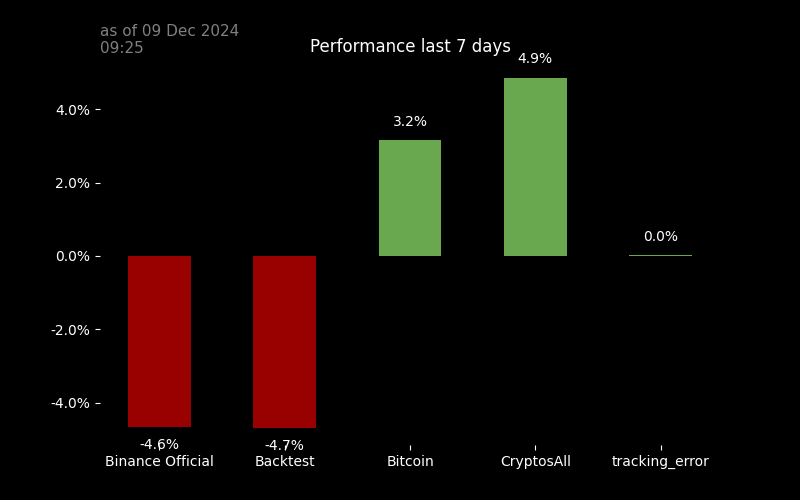 as of 09 Dec 2024
09:25
Performance last 7 days
4.9%
4.0%
3.2%
2.0%
0.0%
0.0%
-2.0%
-4.0%
-4.6%
-4.7%
Binance Official
Backtest
Bitcoin
CryptosAll
tracking_error